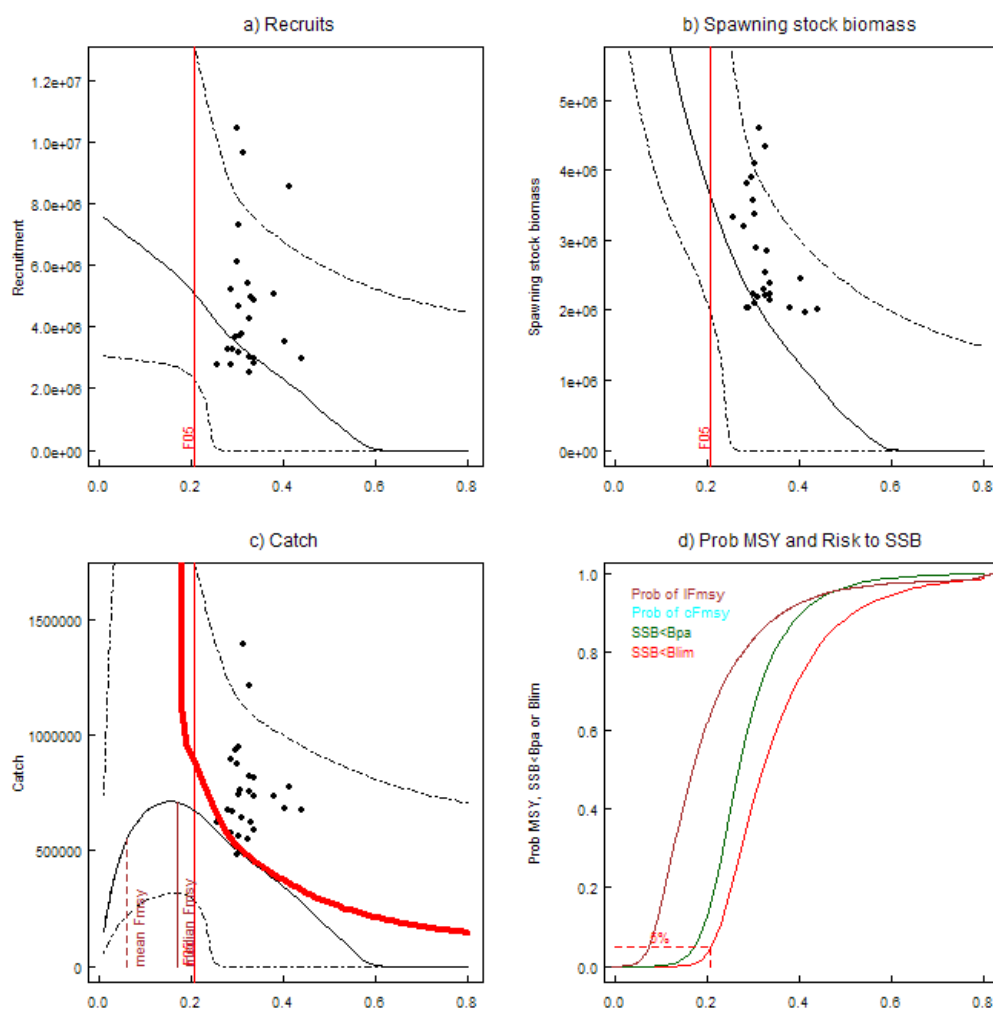 a) Recruits
Recruitment
1.2e+07
1.0e+07
8.0e+06
6.0e+06
4.0e+06
2.0e+06
0.0e+00
F05
0.0 0.2 0.4 0.6 0.8
b) Spawning stock biomass
Spawning stock biomass
5e+06
4e+06
3e+06
2e+06
1e+06
0e+00
F05
0.0 0.2 0.4 0.6 0.8
c) Catch
Catch
1500000
1000000
500000
0
mean Fmsy
F05
median Fmsy
0.0 0.2 0.4 0.6 0.8
d) Prob MSY and Risk to SSB
Prob MSY, SSB<Bpa or Blim
1.0
0.8
0.6
0.4
0.2
0.0
Prob of lFmsy
Prob of cFmsy
SSB<Bpa
SSB<Blim
5%
0.0 0.2 0.4 0.6 0.8